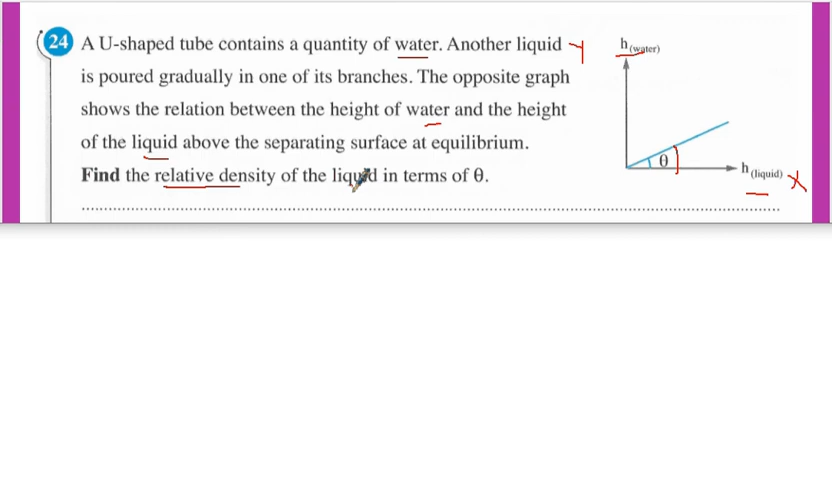 24 A U-shaped tube contains a quantity of water. Another liquid Y
is poured gradually in one of its branches. The opposite graph
shows the relation between the height of water and the height
of the liquid above the separating surface at equilibrium.
Find the relative density of the liquid in terms of θ.
h (water)
θ
h (liquid) X